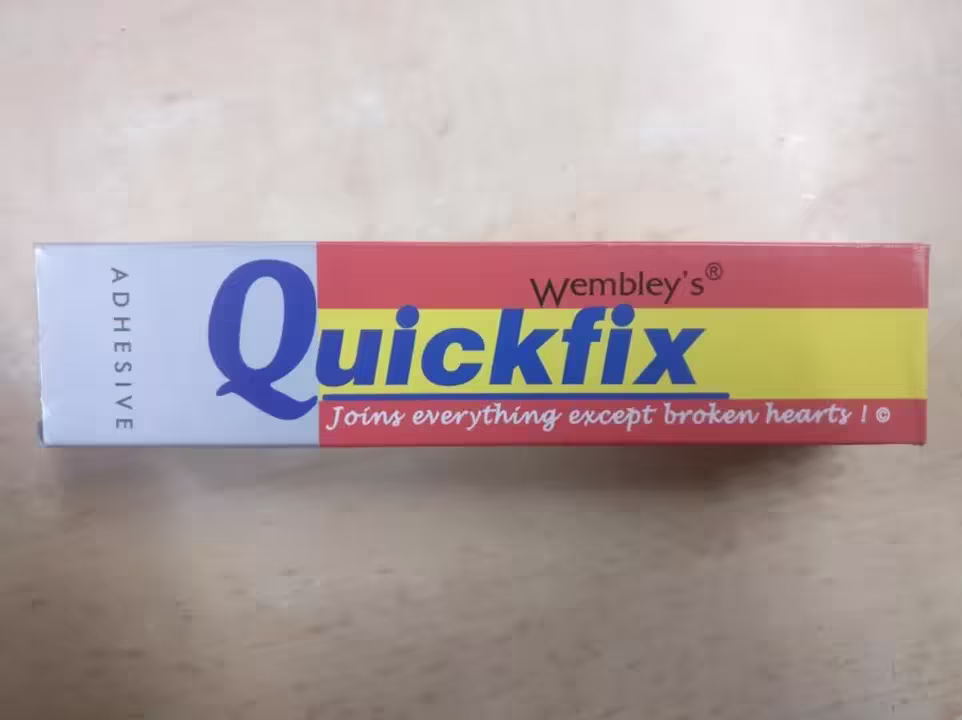 ADHESIVE
Wembley's®
Quickfix
Joins everything except broken hearts ! ©